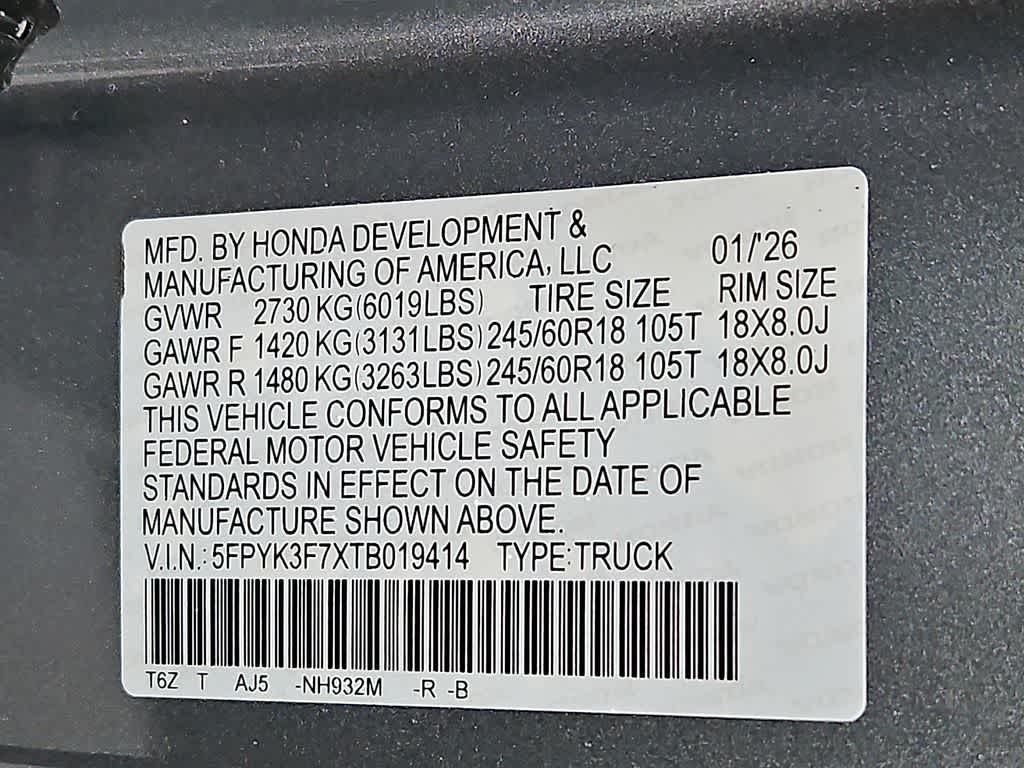 MFD. BY HONDA DEVELOPMENT &
MANUFACTURING OF AMERICA, LLC 01/'26
GVWR 2730 KG(6019LBS) TIRE SIZE RIM SIZE
GAWR F 1420 KG(3131LBS) 245/60R18 105T 18X8.0J
GAWR R 1480 KG(3263LBS) 245/60R18 105T 18X8.0J
THIS VEHICLE CONFORMS TO ALL APPLICABLE
FEDERAL MOTOR VEHICLE SAFETY
STANDARDS IN EFFECT ON THE DATE OF
MANUFACTURE SHOWN ABOVE.
V.I.N.: 5FPYK3F7XTB019414 TYPE:TRUCK
T6Z T AJ5 -NH932M -R -B